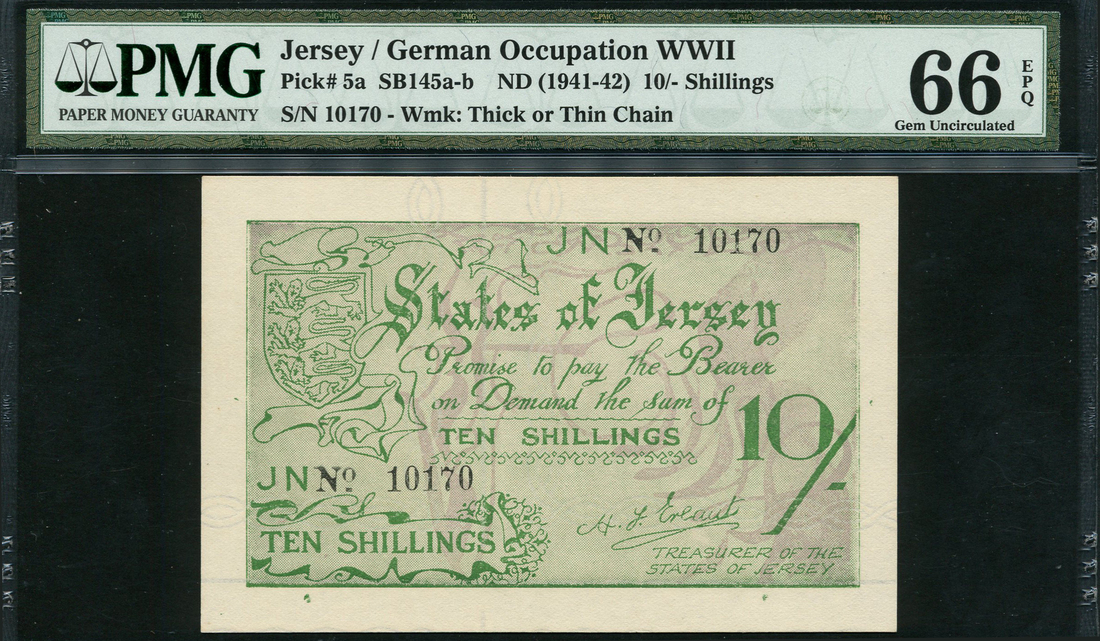 PMG
PAPER MONEY GUARANTY
Jersey / German Occupation WWII
Pick# 5a SB145a-b ND (1941-42) 10/- Shillings
S/N 10170 - Wmk: Thick or Thin Chain
66 EPQ
Gem Uncirculated
JN No 10170
States of Jersey
Promise to pay the Bearer
on Demand the sum of
10/-
TEN SHILLINGS
JN No 10170
TEN SHILLINGS
H. F. Ereaut
TREASURER OF THE
STATES OF JERSEY